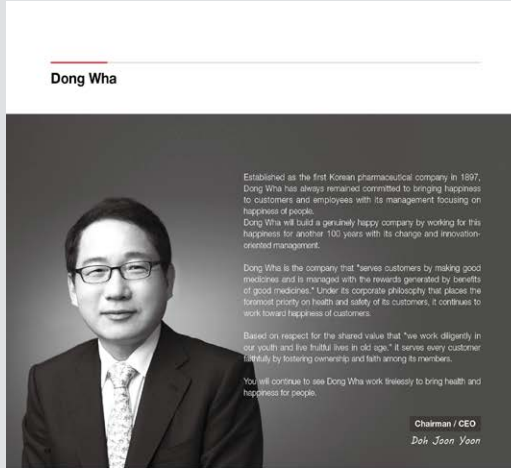 Dong Wha
Established as the first Korean pharmaceutical company in 1897,
Dong Wha has always remained committed to bringing happiness
to customers and employees with its management focusing on
happiness of people.
Dong Wha will build a genuinely happy company by working for this
happiness for another 100 years with its change and innovation-
oriented management.
Dong Wha is the company that "serves customers by making good
medicines and is managed with the rewards generated by benefits
of good medicines." Under its corporate philosophy that places the
foremost priority on health and safety of its customers, it continues to
work toward happiness of customers.
Based on respect for the shared value that "we work diligently in
our youth and live fruitful lives in old age." it serves every customer
faithfully by fostering ownership and faith among its members.
You will continue to see Dong Wha work tirelessly to bring health and
happiness for people.
Chairman / CEO
Doh Joon Yoon